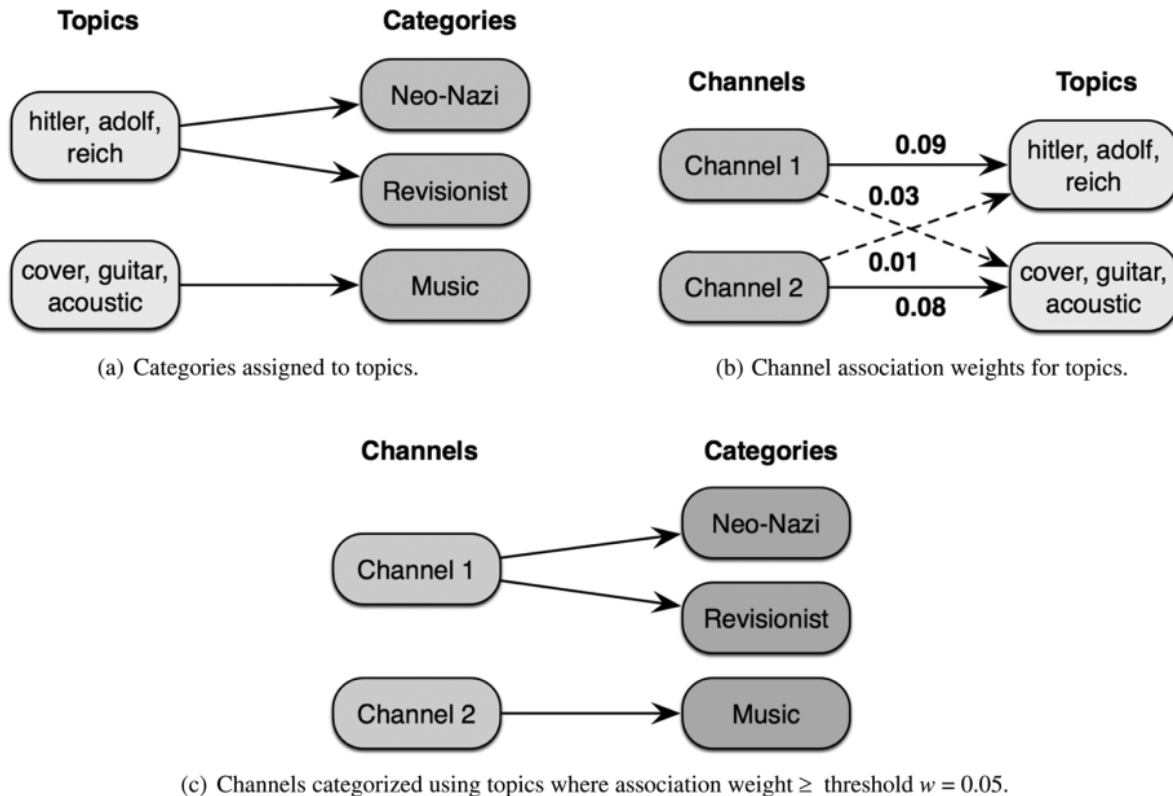 Topics
Categories
hitler, adolf,
reich
Neo-Nazi
Revisionist
cover, guitar,
acoustic
Music
(a) Categories assigned to topics.
Channels
Topics
Channel 1
0.09
hitler, adolf,
reich
0.03
Channel 2
0.01
0.08
cover, guitar,
acoustic
(b) Channel association weights for topics.
Channels
Categories
Channel 1
Neo-Nazi
Revisionist
Channel 2
Music
(c) Channels categorized using topics where association weight ≥ threshold w = 0.05.